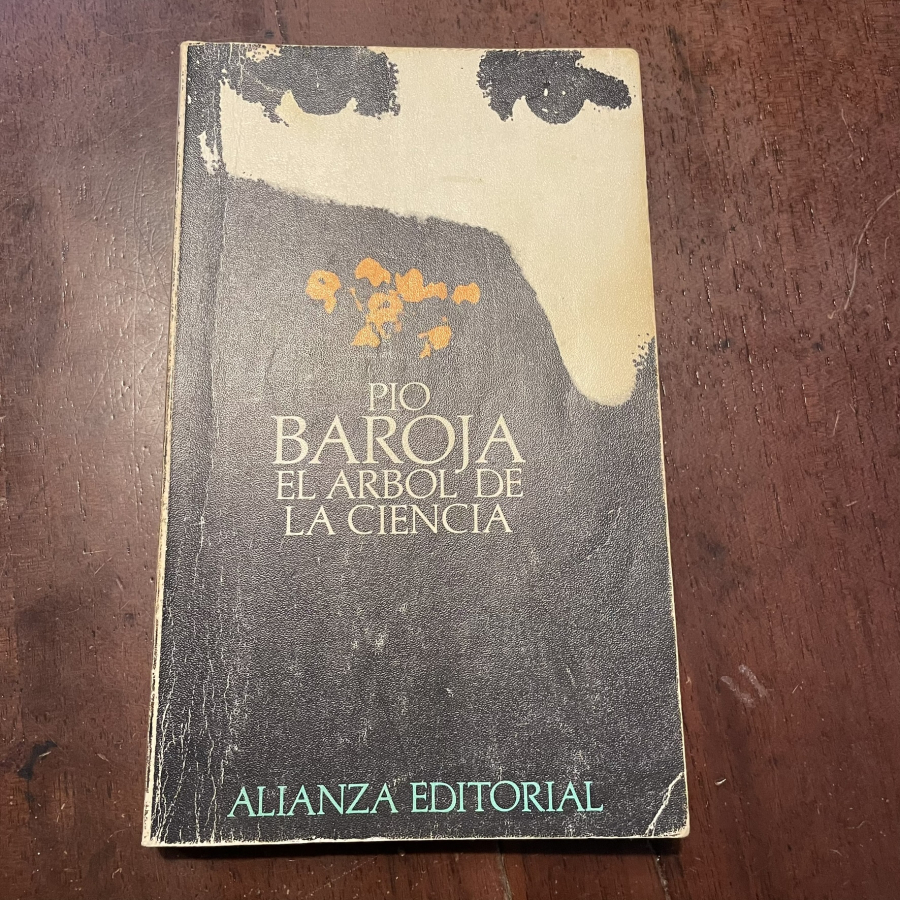 PIO
BAROJA
EL ARBOL DE
LA CIENCIA
ALIANZA EDITORIAL